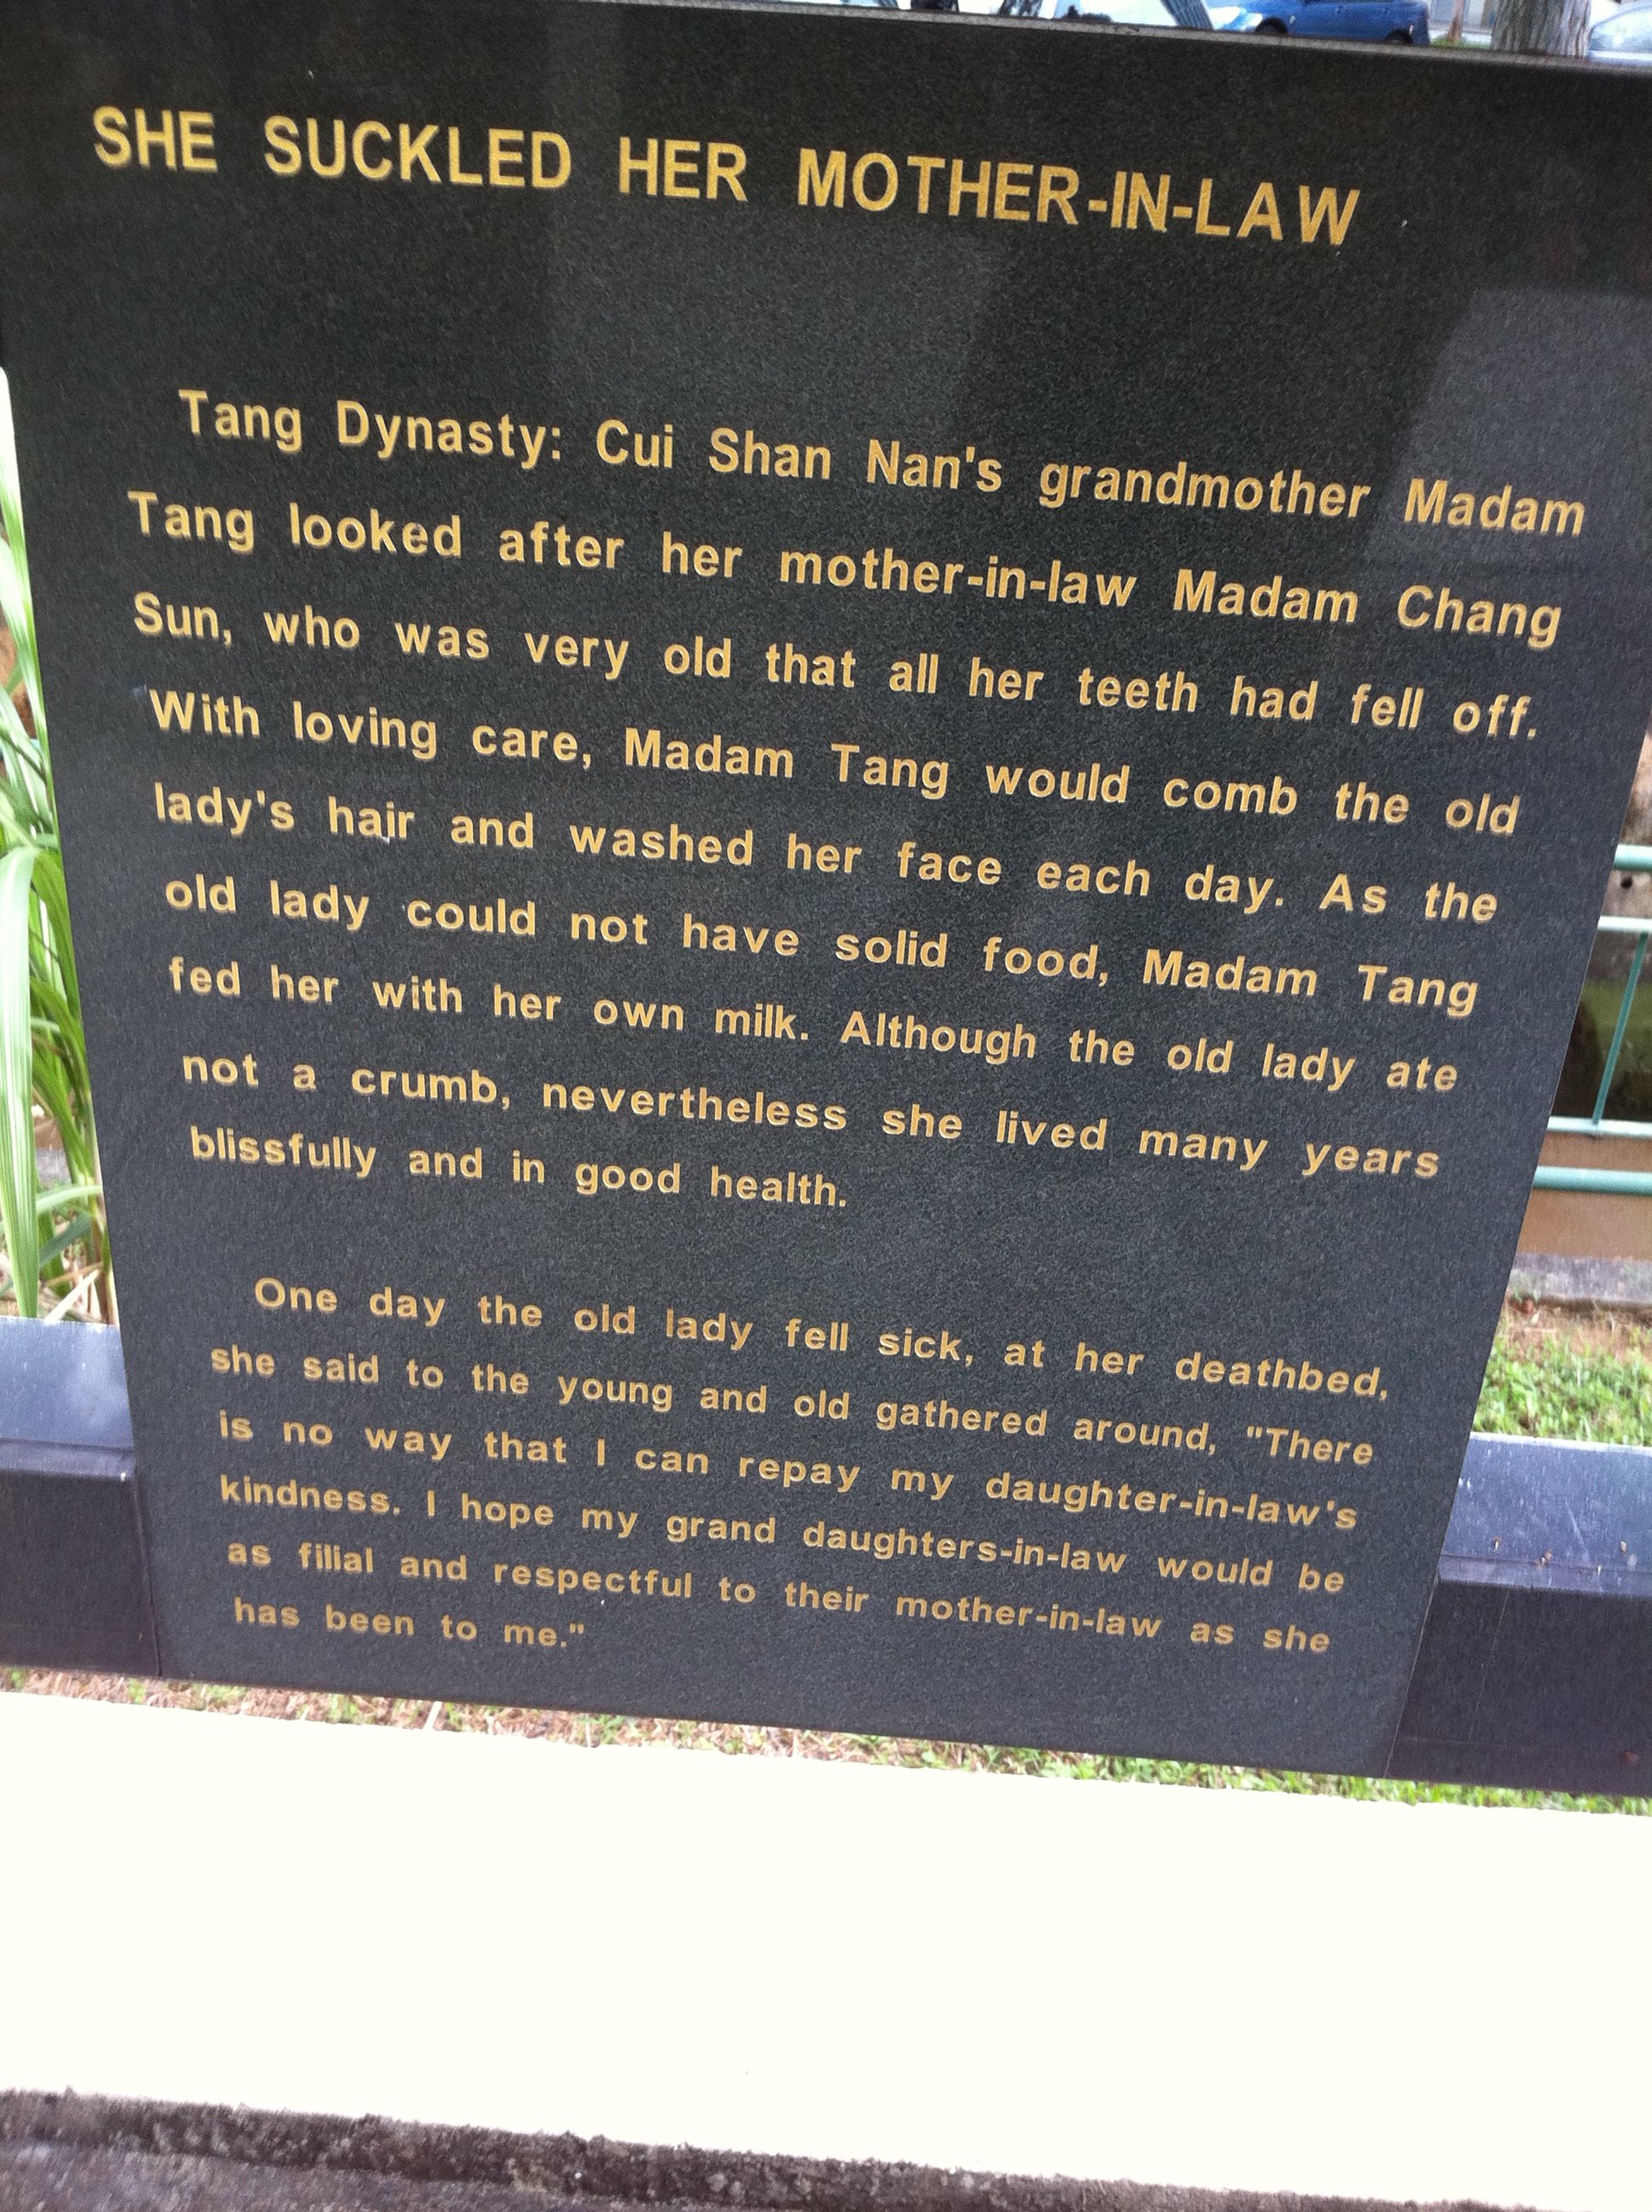 SHE SUCKLED HER MOTHER-IN-LAW
Tang Dynasty: Cui Shan Nan's grandmother Madam
Tang looked after her mother-in-law Madam Chang
Sun, who was very old that all her teeth had fell off.
With loving care, Madam Tang would comb the old
lady's hair and washed her face each day. As the
old lady could not have solid food, Madam Tang
fed her with her own milk. Although the old lady ate
not a crumb, nevertheless she lived many years
blissfully and in good health.
One day the old lady fell sick, at her deathbed,
she said to the young and old gathered around, "There
is no way that I can repay my daughter-in-law's
kindness. I hope my grand daughters-in-law would be
as filial and respectful to their mother-in-law as she
has been to me."